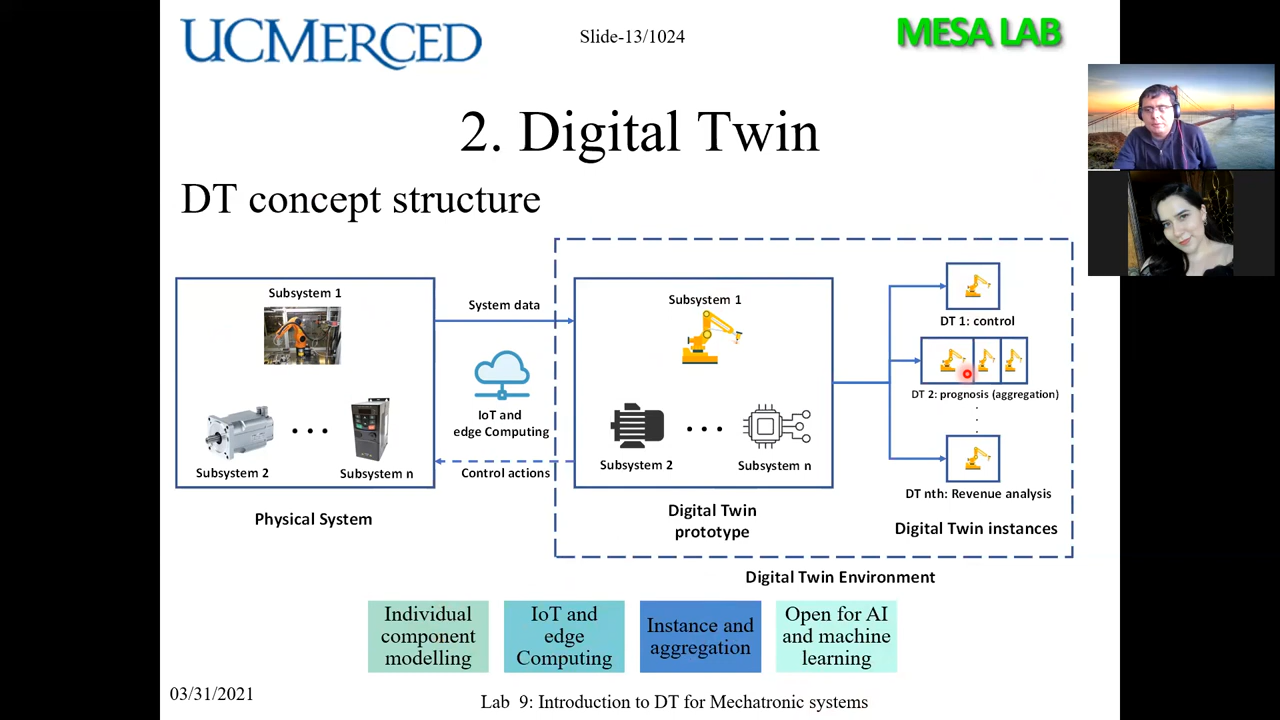 UCMERCED
Slide-13/1024
MESA LAB
2. Digital Twin
DT concept structure
Subsystem 1
Subsystem 2
Subsystem n
Physical System
System data
IoT and
edge Computing
Control actions
Subsystem 1
Subsystem 2
Subsystem n
Digital Twin
prototype
DT 1: control
DT 2: prognosis (aggregation)
DT nth: Revenue analysis
Digital Twin instances
Digital Twin Environment
Individual
component
modelling
IoT and
edge
Computing
Instance and
aggregation
Open for AI
and machine
learning
03/31/2021
Lab 9: Introduction to DT for Mechatronic systems